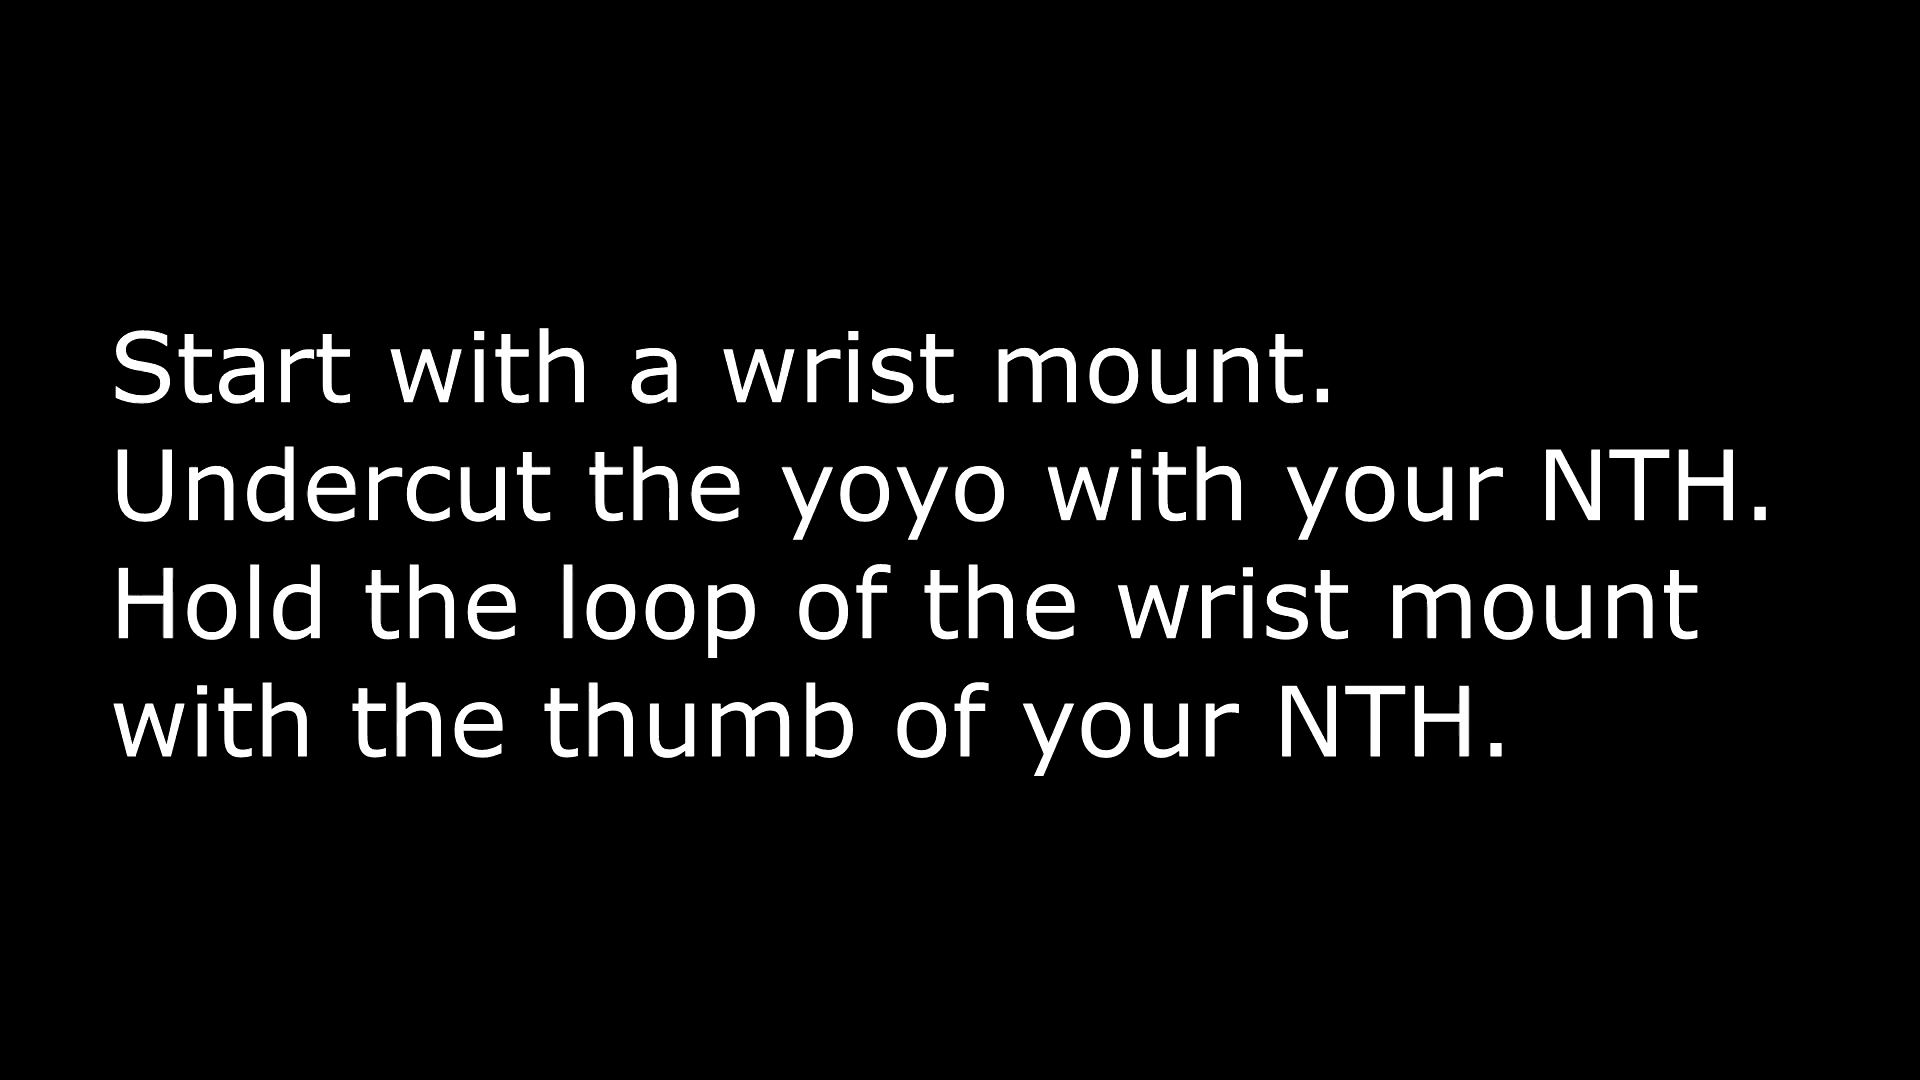 Start with a wrist mount.
Undercut the yoyo with your NTH.
Hold the loop of the wrist mount
with the thumb of your NTH.